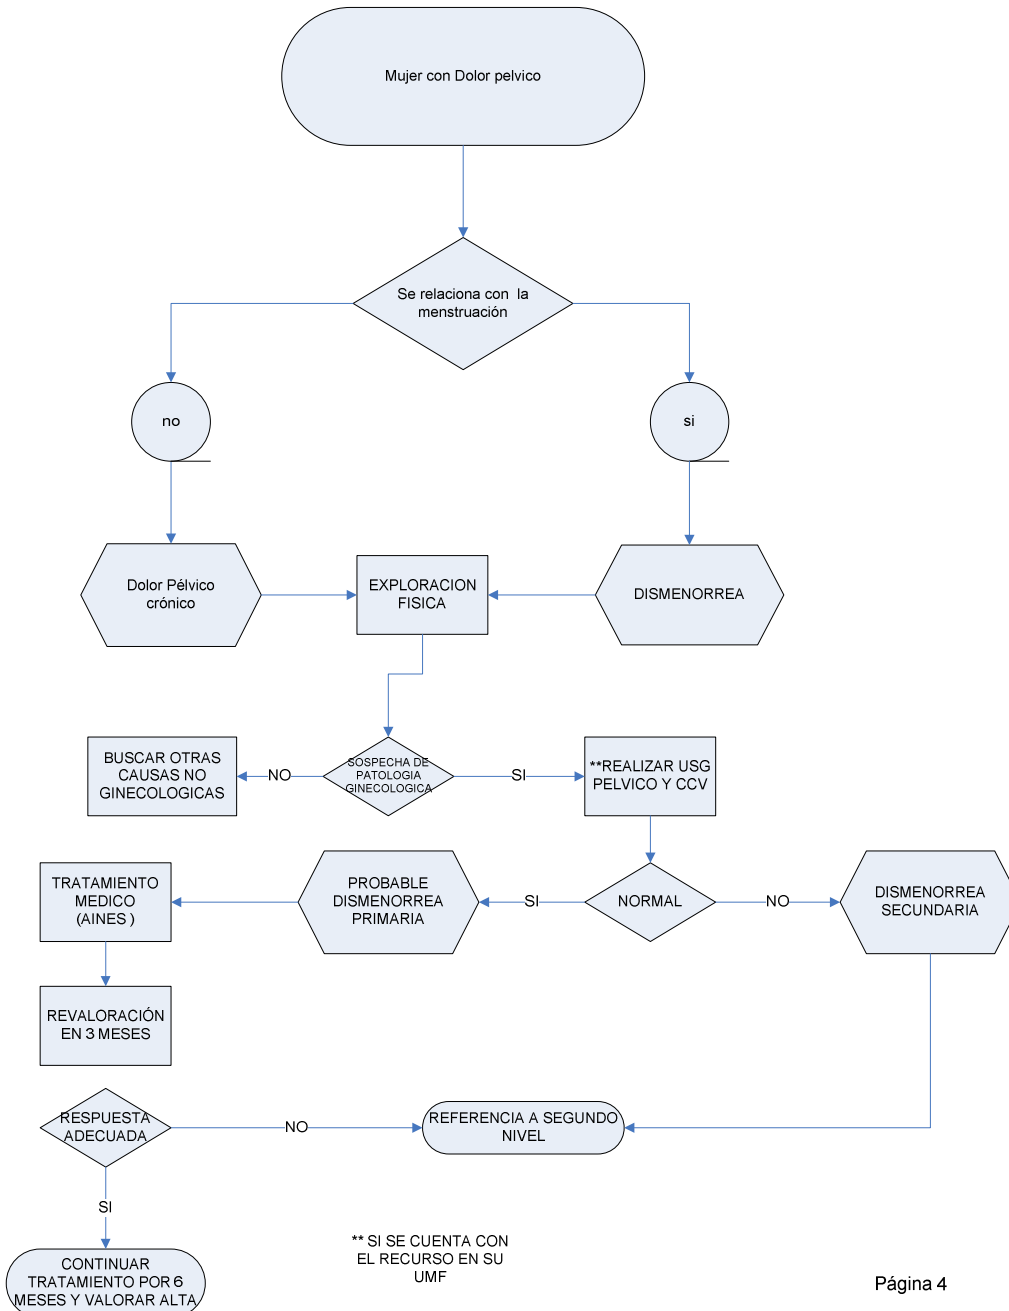 Mujer con Dolor pelvico
Se relaciona con la
menstruación
no
si
Dolor Pélvico
crónico
EXPLORACION
FISICA
DISMENORREA
BUSCAR OTRAS
CAUSAS NO
GINECOLOGICAS
NO
SOSPECHA DE
PATOLOGIA
GINECOLOGICA
SI
**REALIZAR USG
PELVICO Y CCV
TRATAMIENTO
MEDICO
(AINES )
PROBABLE
DISMENORREA
PRIMARIA
SI
NORMAL
NO
DISMENORREA
SECUNDARIA
REVALORACIÓN
EN 3 MESES
RESPUESTA
ADECUADA
NO
REFERENCIA A SEGUNDO
NIVEL
SI
CONTINUAR
TRATAMIENTO POR 6
MESES Y VALORAR ALTA
** SI SE CUENTA CON
EL RECURSO EN SU
UMF
Página 4